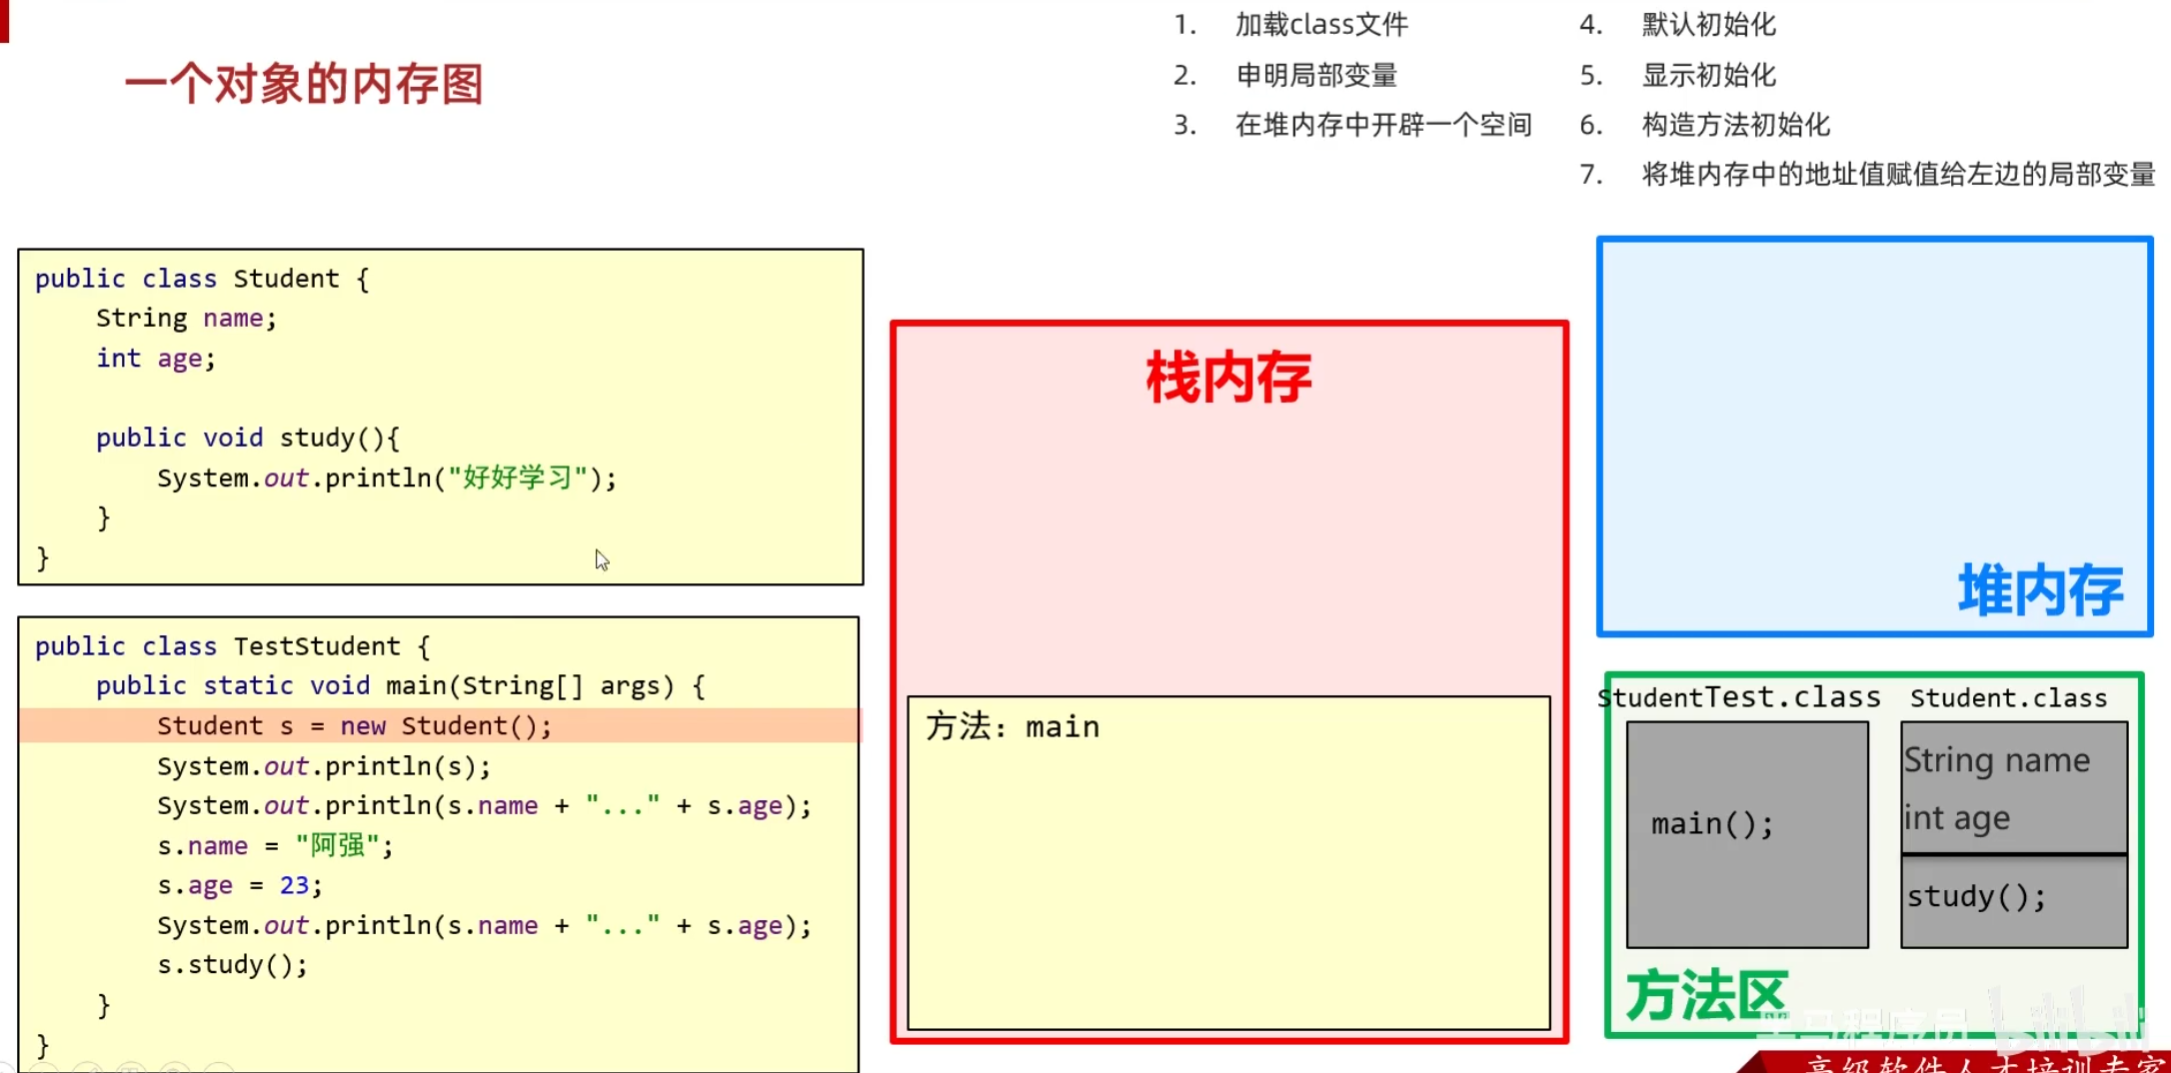 一个对象的内存图
1. 加载class文件
2. 申明局部变量
3. 在堆内存中开辟一个空间
4. 默认初始化
5. 显示初始化
6. 构造方法初始化
7. 将堆内存中的地址值赋值给左边的局部变量
public class Student {
String name;
int age;
public void study(){
System.out.println("好好学习");
}
}
public class TestStudent {
public static void main(String[] args) {
Student s = new Student();
System.out.println(s);
System.out.println(s.name + "..." + s.age);
s.name = "阿强";
s.age = 23;
System.out.println(s.name + "..." + s.age);
s.study();
}
}
栈内存
方法：main
堆内存
StudentTest.class
main();
Student.class
String name
int age
study();
方法区
黑马程序员
bilibili
高级软件人才培训专家